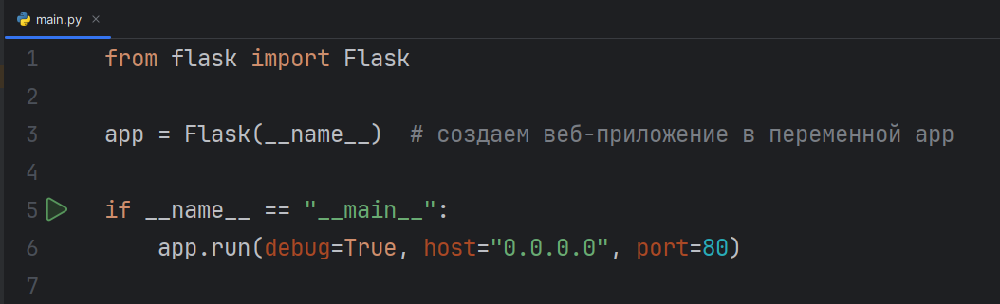 main.py ×
1 from flask import Flask
2
3 app = Flask(__name__)  # создаем веб-приложение в переменной app
4
5 if __name__ == "__main__":
6     app.run(debug=True, host="0.0.0.0", port=80)
7